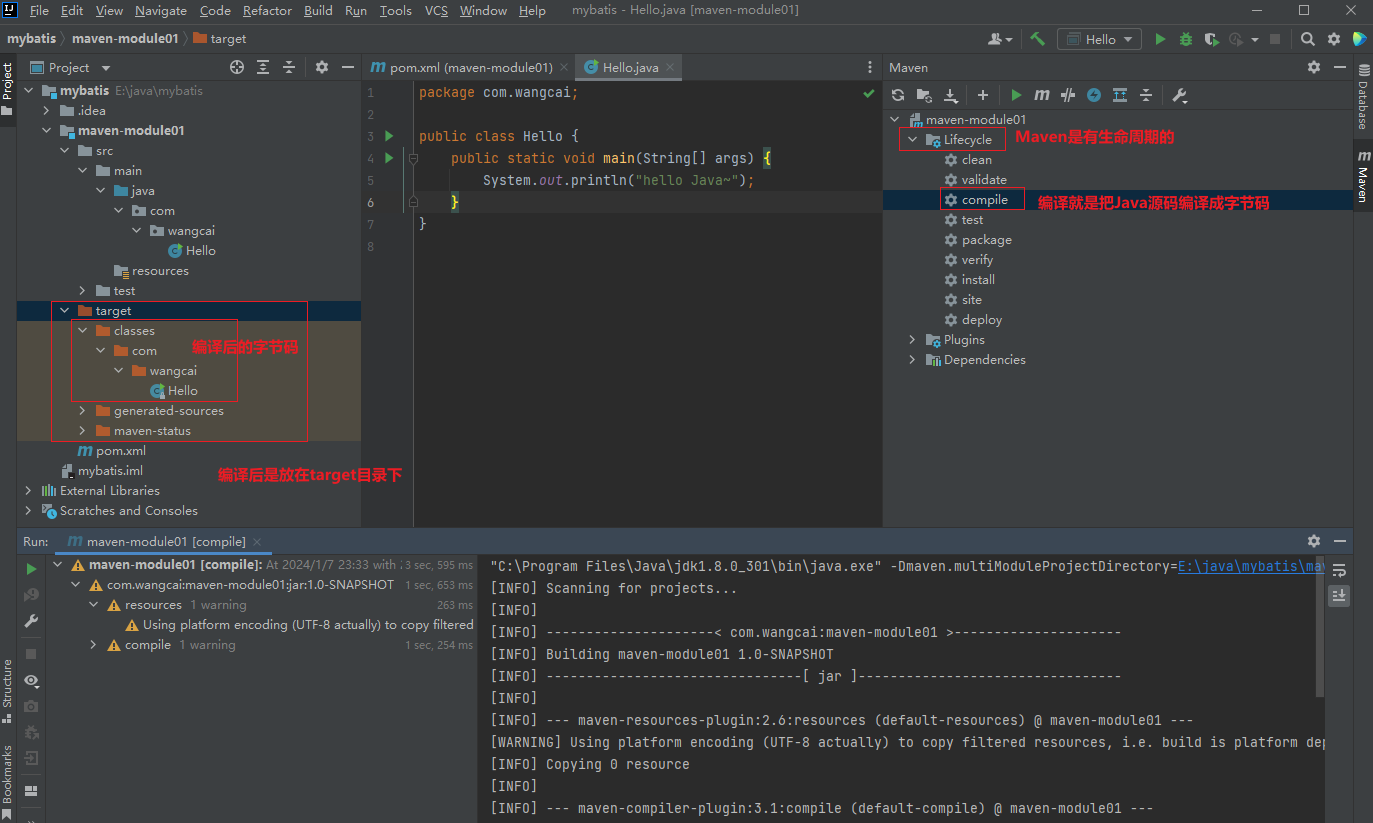 File Edit View Navigate Code Refactor Build Run Tools VCS Window Help mybatis - Hello.java [maven-module01]
mybatis maven-module01 target
Hello
Project
Project
mybatis E:\java\mybatis
.idea
maven-module01
src
main
java
com
wangcai
Hello
resources
test
target
classes
com
wangcai
Hello
generated-sources
maven-status
pom.xml
mybatis.iml
External Libraries
Scratches and Consoles
编译后的字节码
编译后是放在target目录下
pom.xml (maven-module01) Hello.java
1 package com.wangcai;
2
3 public class Hello {
4 public static void main(String[] args) {
5 System.out.println("hello Java~");
6 }
7 }
8
Maven
maven-module01
Lifecycle
Maven是有生命周期的
clean
validate
compile
编译就是把Java源码编译成字节码
test
package
verify
install
site
deploy
Plugins
Dependencies
Database
Maven
Run: maven-module01 [compile]
maven-module01 [compile]: At 2024/1/7 23:33 with 3 sec, 595 ms
com.wangcai:maven-module01:jar:1.0-SNAPSHOT 1 sec, 653 ms
resources 1 warning 263 ms
Using platform encoding (UTF-8 actually) to copy filtered
compile 1 warning 1 sec, 254 ms
"C:\Program Files\Java\jdk1.8.0_301\bin\java.exe" -Dmaven.multiModuleProjectDirectory=E:\java\mybatis\mav
[INFO] Scanning for projects...
[INFO]
[INFO] ---------------------< com.wangcai:maven-module01 >---------------------
[INFO] Building maven-module01 1.0-SNAPSHOT
[INFO] --------------------------------[ jar ]---------------------------------
[INFO]
[INFO] --- maven-resources-plugin:2.6:resources (default-resources) @ maven-module01 ---
[WARNING] Using platform encoding (UTF-8 actually) to copy filtered resources, i.e. build is platform dep
[INFO] Copying 0 resource
[INFO]
[INFO] --- maven-compiler-plugin:3.1:compile (default-compile) @ maven-module01 ---
Structure
Bookmarks